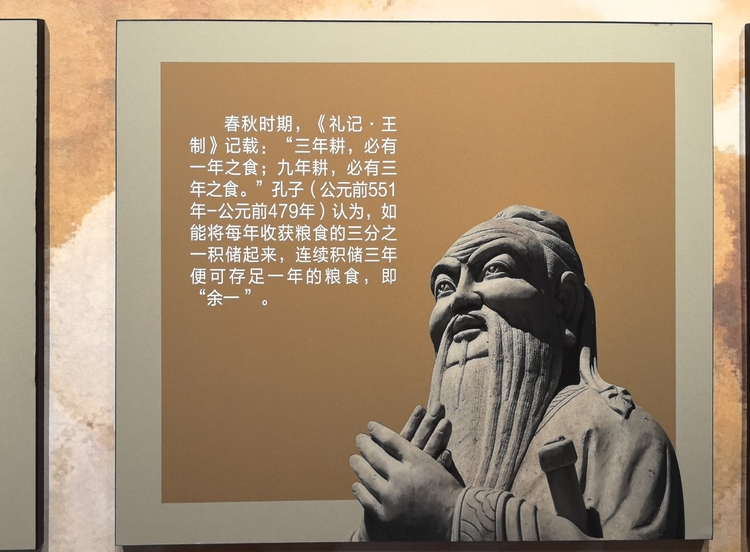 春秋时期，《礼记·王
制》记载：“三年耕，必有
一年之食；九年耕，必有三
年之食。”孔子（公元前551
年-公元前479年）认为，如
能将每年收获粮食的三分之
一积储起来，连续积储三年
便可存足一年的粮食，即
“余一”。